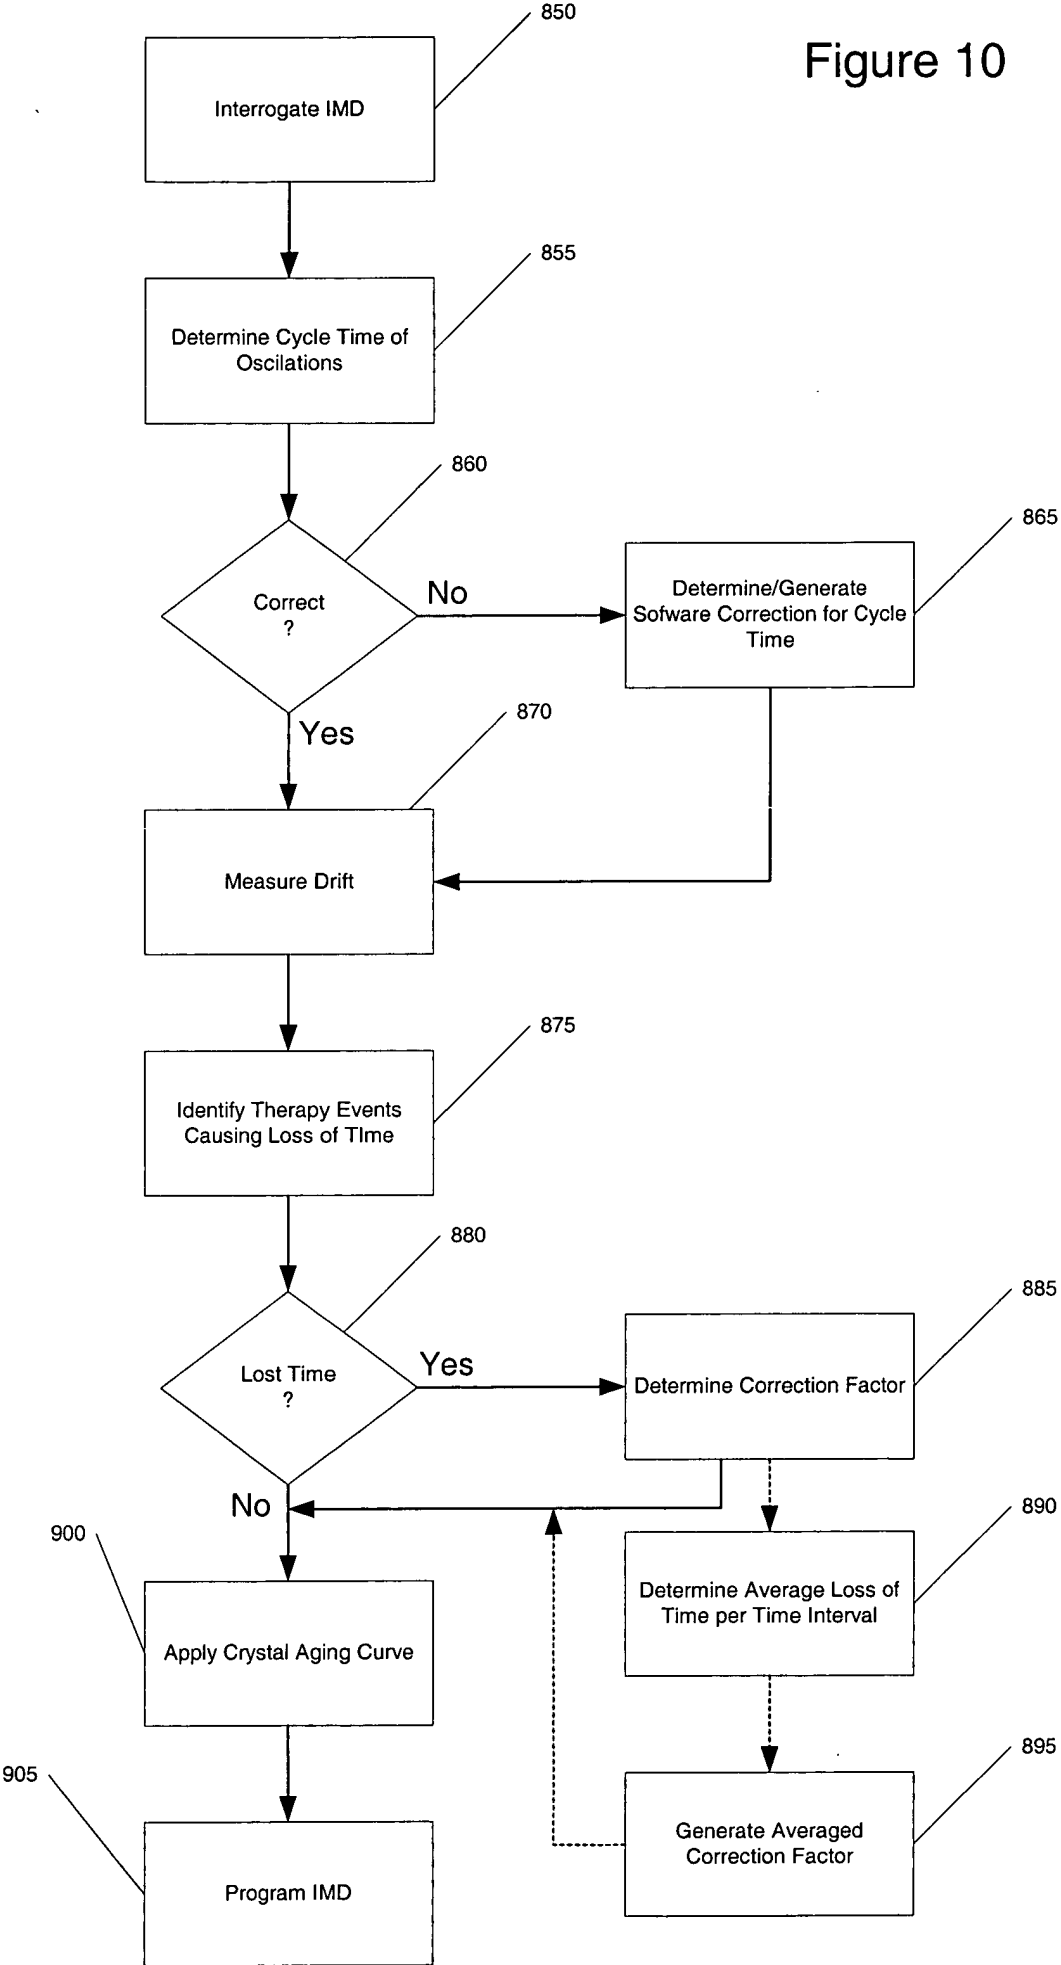 850
Figure 10
Interrogate IMD
855
Determine Cycle Time of
Oscilations
860
865
Correct
?
No
Determine/Generate
Sofware Correction for Cycle
Time
Yes
870
Measure Drift
875
Identify Therapy Events
Causing Loss of TIme
880
885
Lost Time
?
Yes
Determine Correction Factor
No
890
900
Determine Average Loss of
Time per Time Interval
Apply Crystal Aging Curve
895
905
Generate Averaged
Correction Factor
Program IMD